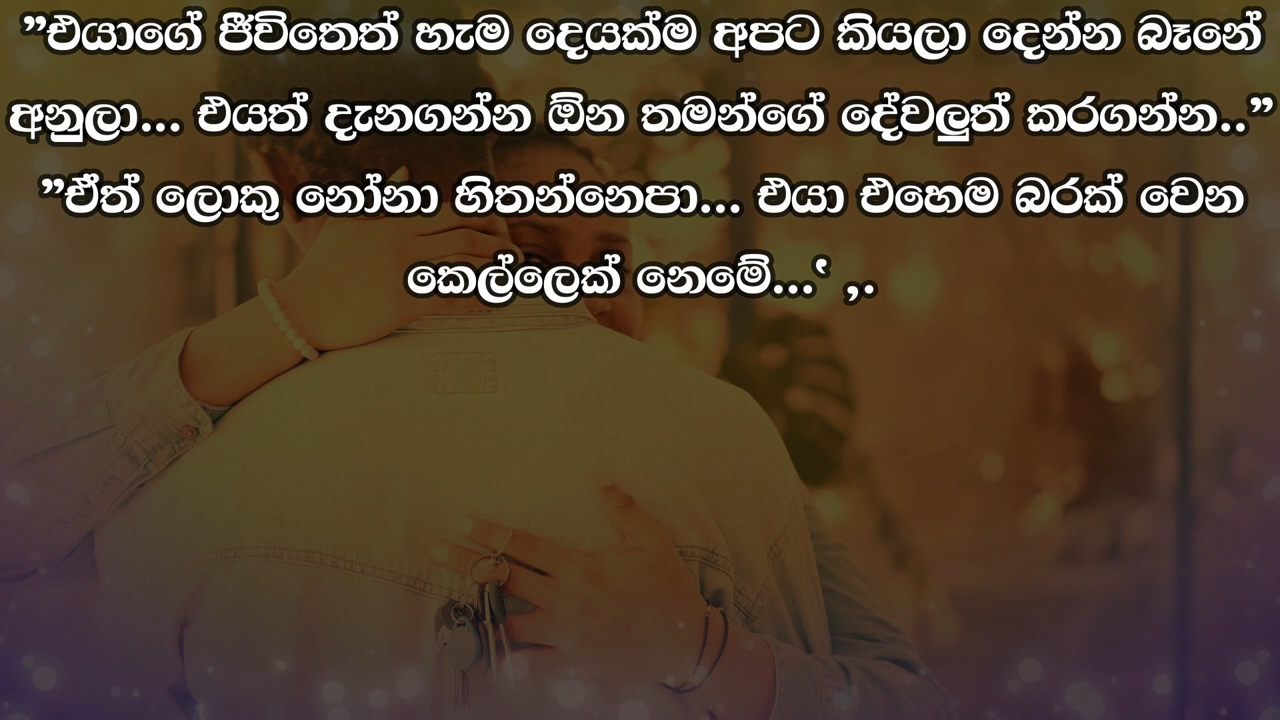 ”එයාගේ ජීවිතෙත් හැම දෙයක්ම අපට කියලා දෙන්න බෑනේ
අනුලා... එයත් දැනගන්න ඕන තමන්ගේ දේවලුත් කරගන්න..”
”ඒත් ලොකු නෝනා හිතන්නෙපා... එයා එහෙම බරක් වෙන
කෙල්ලෙක් නෙමේ...‛ ,.